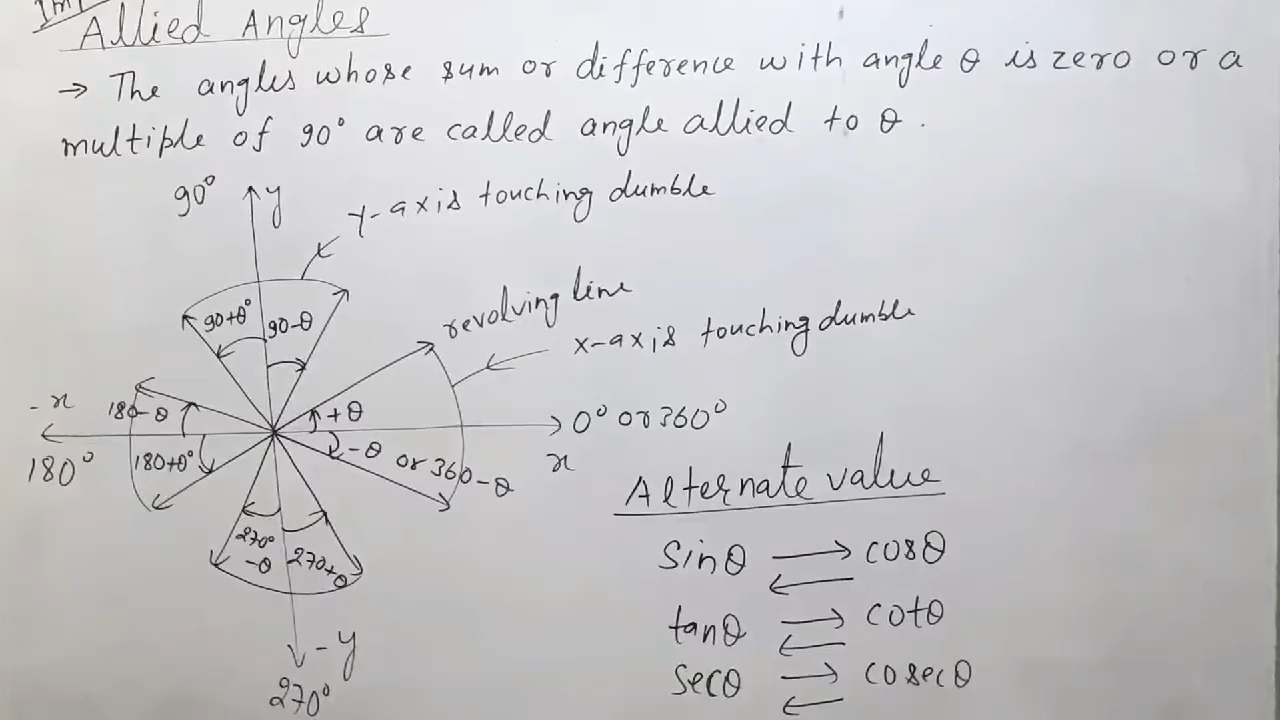 Imp
Allied Angles
→ The angles whose sum or difference with angle θ is zero or a
multiple of 90° are called angle allied to θ.
90°
y
y-axis touching dumble
90+θ°
90-θ
revolving line
x-axis touching dumble
-x
180-θ
+θ
0° or 360°
180°
180+θ°
-θ or 360-θ
x
270°
-θ
270+θ
-y
270°
Alternate value
Sinθ ⇄ cosθ
tanθ ⇄ cotθ
secθ ⇄ cosecθ